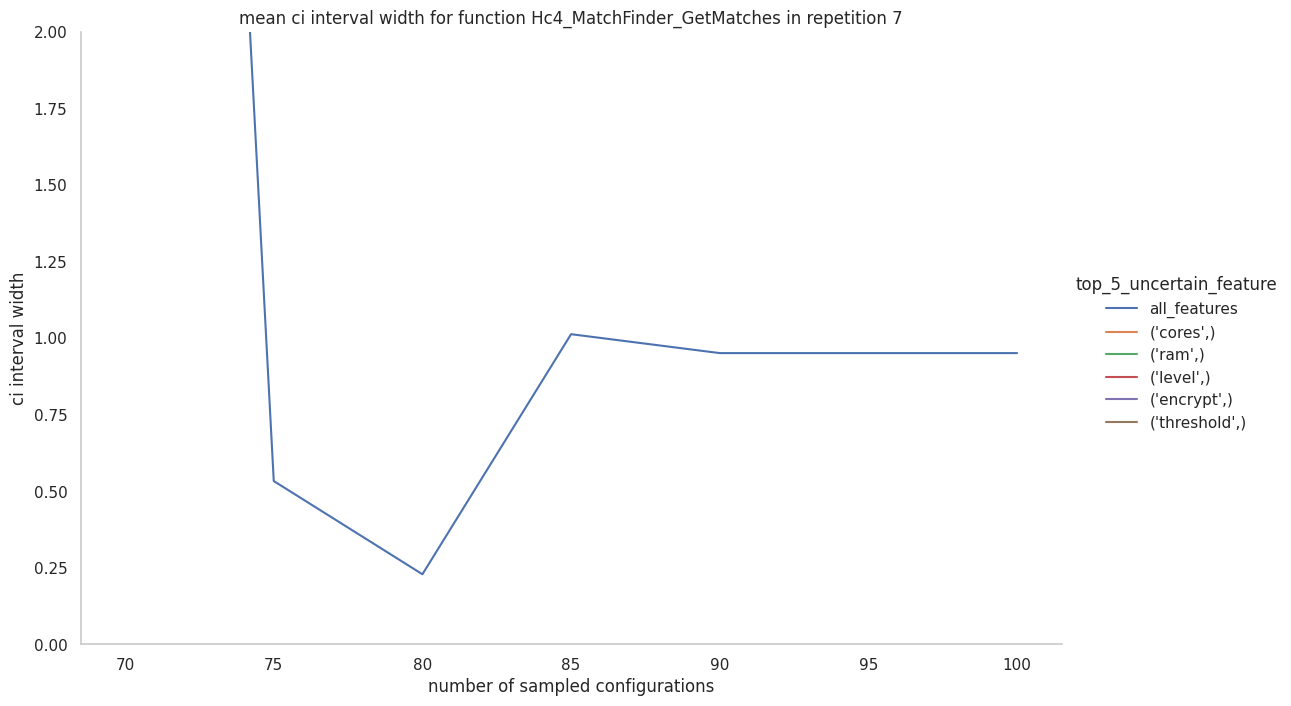 mean ci interval width for function Hc4_MatchFinder_GetMatches in repetition 7
2.00
1.75
1.50
1.25
1.00
0.75
0.50
0.25
0.00
ci interval width
70 75 80 85 90 95 100
number of sampled configurations
top_5_uncertain_feature
all_features
('cores',)
('ram',)
('level',)
('encrypt',)
('threshold',)